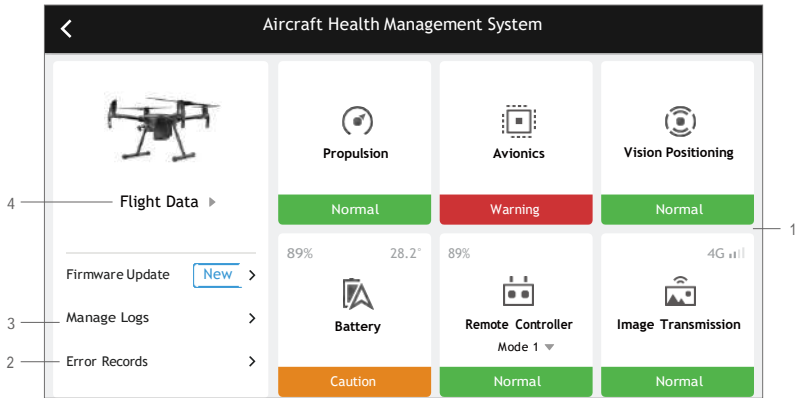 Aircraft Health Management System
Propulsion
Avionics
Vision Positioning
4
Flight Data
Normal
Warning
Normal
1
89%
28.2°
89%
4G
Firmware Update
New
3
Manage Logs
Battery
Remote Controller
Image Transmission
Mode 1
2
Error Records
Caution
Normal
Normal